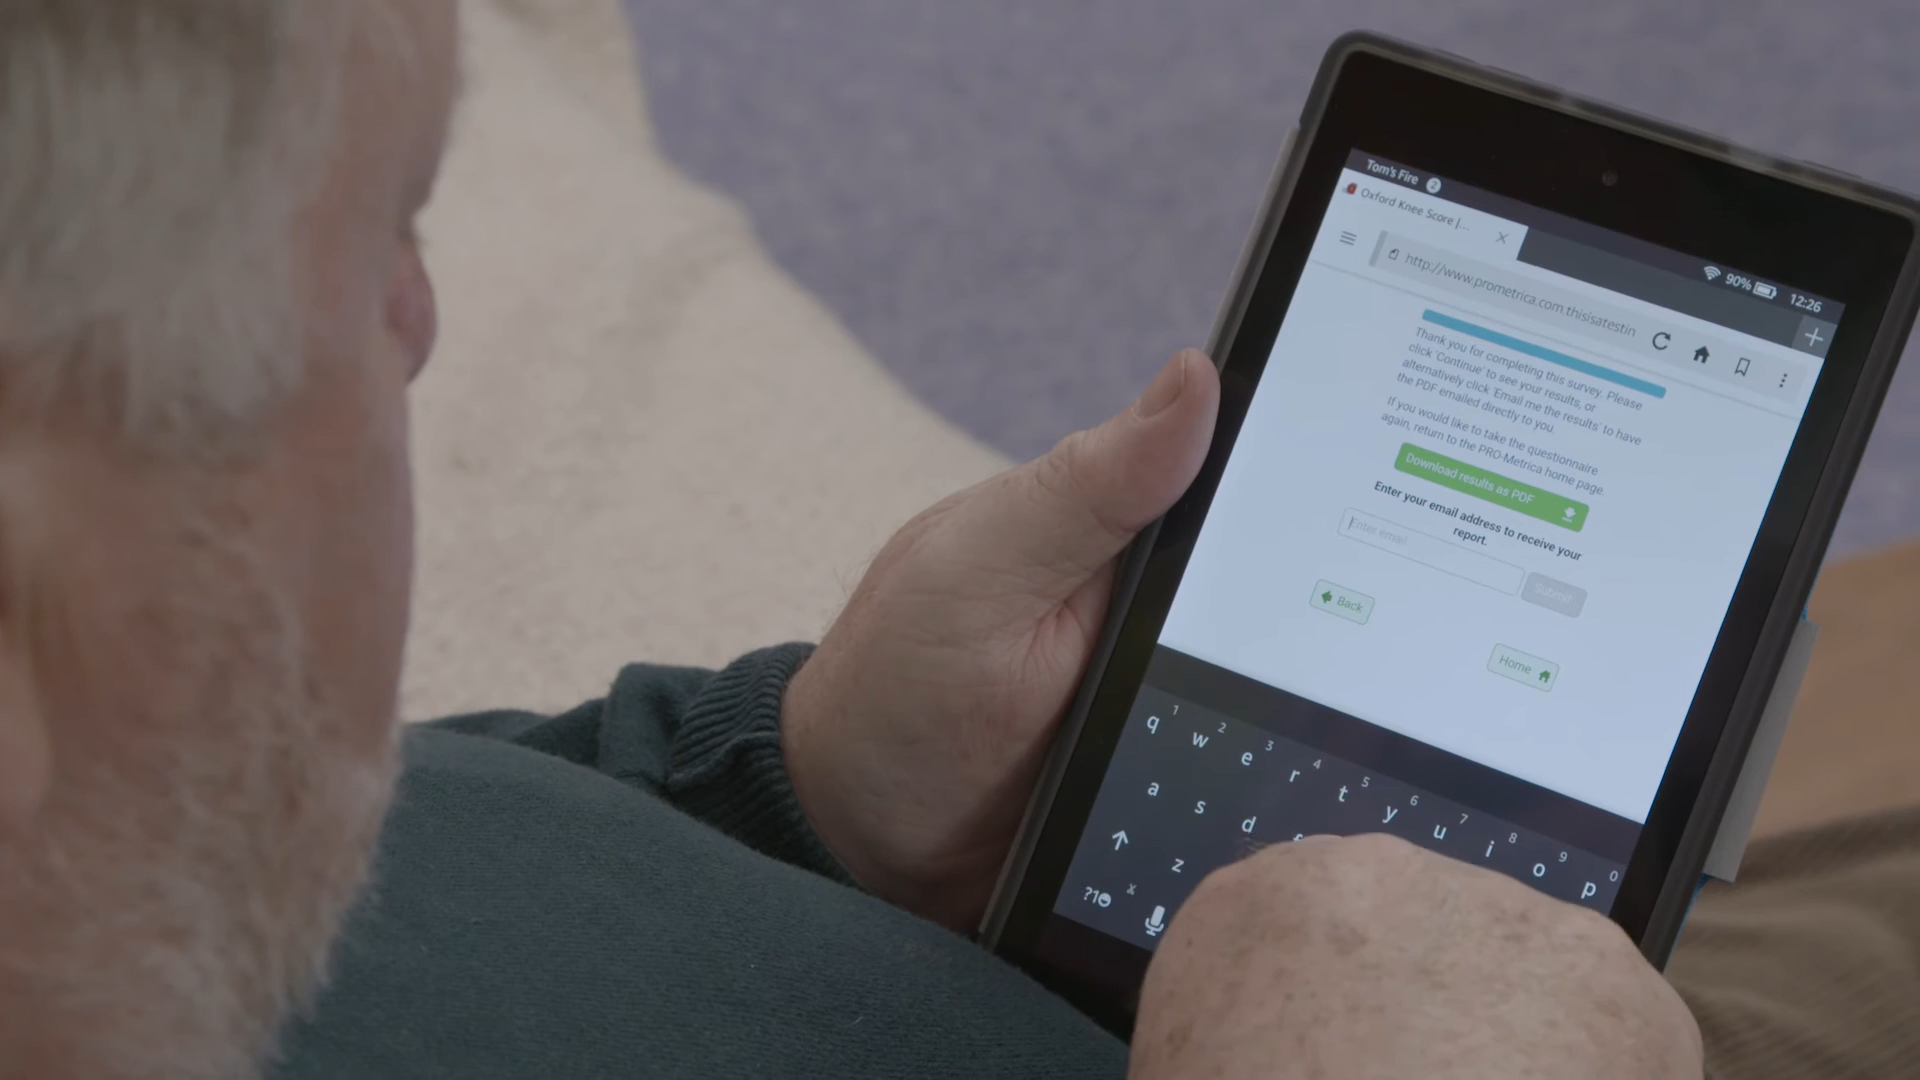 Tom's Fire 2
90% 12:26
Oxford Knee Score |...
http://www.prometrica.com.thisisatestin
Thank you for completing this survey. Please
click 'Continue' to see your results, or
alternatively click 'Email me the results' to have
the PDF emailed directly to you.
If you would like to take the questionnaire
again, return to the PRO-Metrica home page.
Download results as PDF
Enter your email address to receive your
report.
Enter email
Submit
Back
Home
q 1 w 2 e 3 r 4 t 5 y 6 u 7 i 8 o 9 p 0
a s d f
z
?1